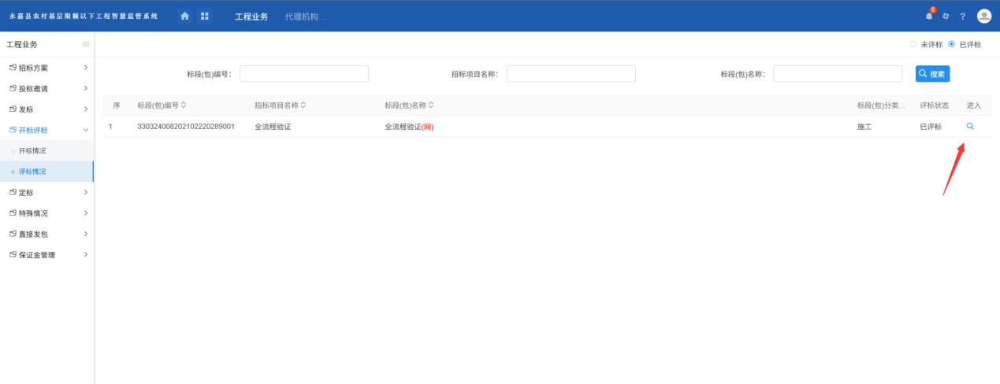 永嘉县农村基层限额以下工程智慧监管系统 工程业务 代理机构... 6 ?
工程业务 未评标 已评标
招标方案
投标邀请
发标
开标评标
开标情况
评标情况
定标
特殊情况
直接发包
保证金管理
标段(包)编号: 招标项目名称: 标段(包)名称: 搜索
序 标段(包)编号 招标项目名称 标段(包)名称 标段(包)分类... 评标状态 进入
1 330324008202102220289001 全流程验证 全流程验证(网) 施工 已评标